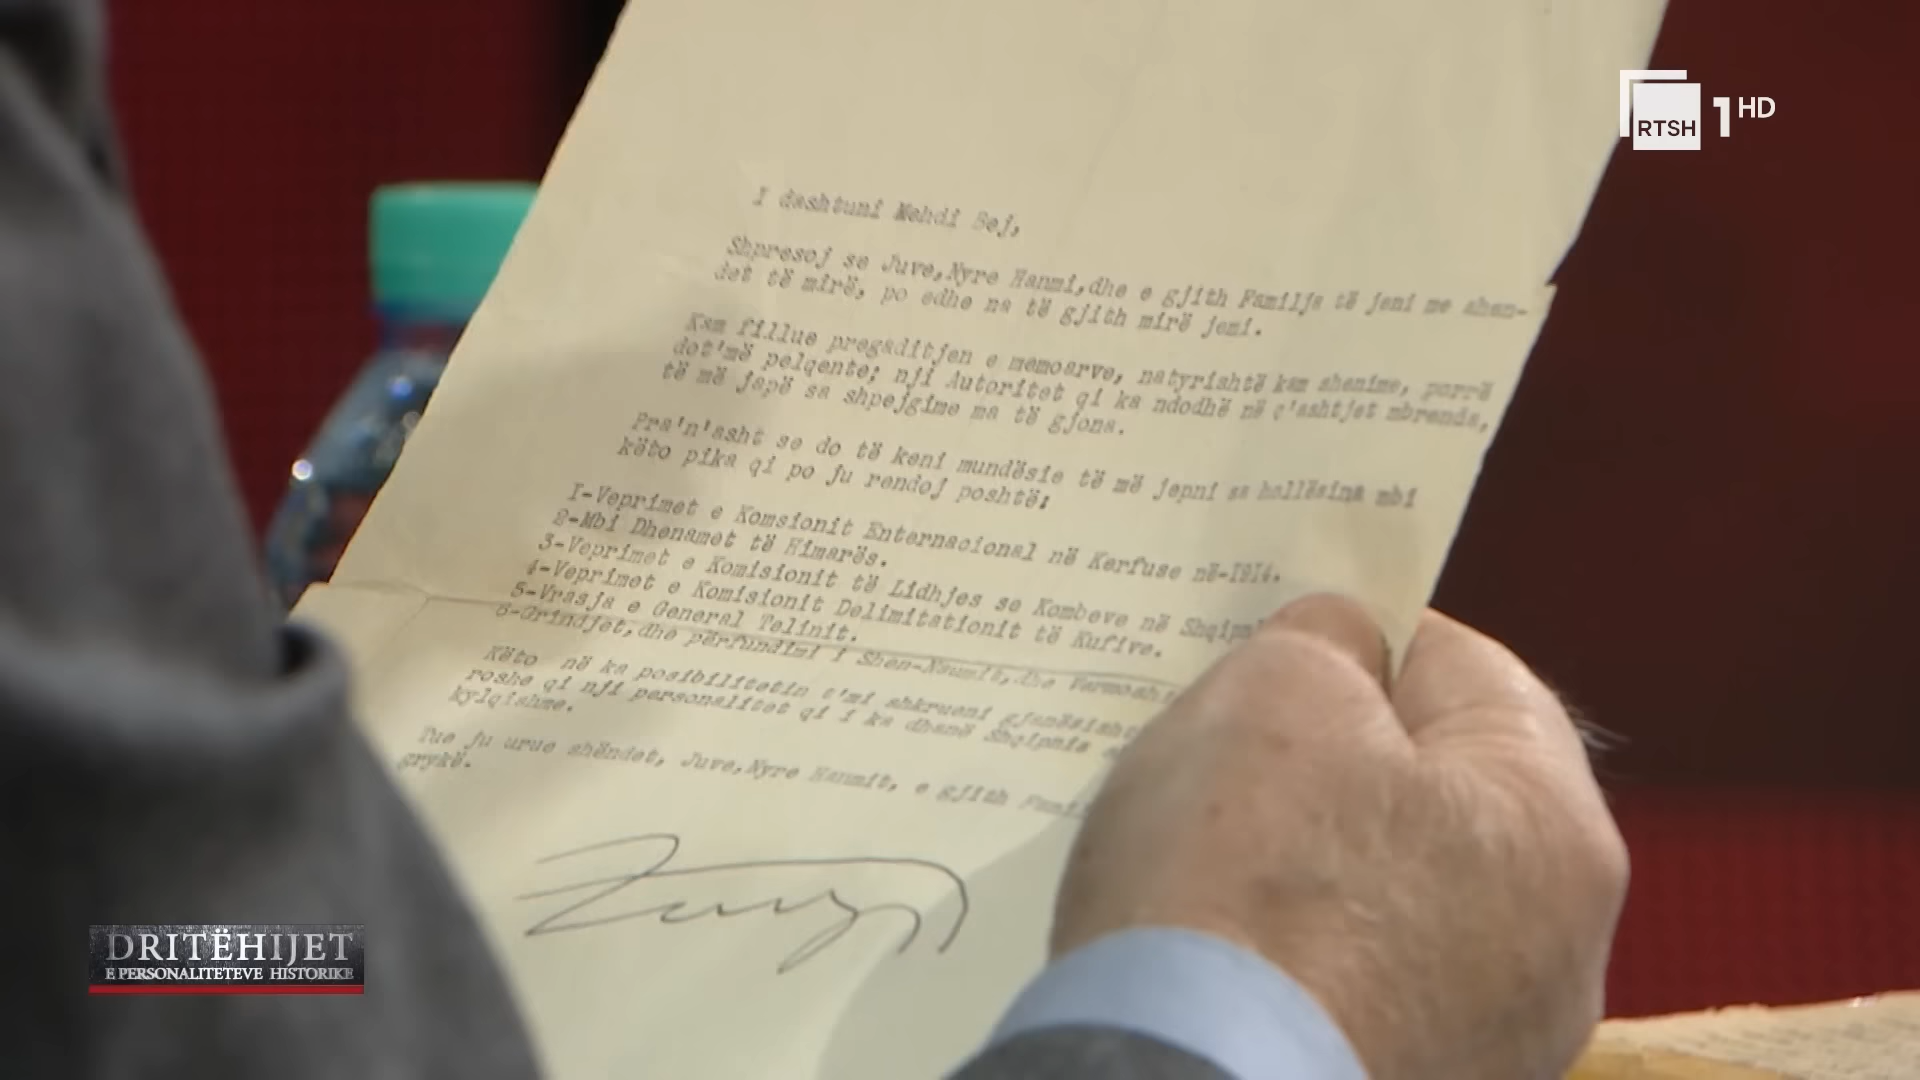 RTSH 1 HD
I dashtuni Mehdi Bej,
Shpresoj se Juve,Nyre Hanmi,dhe e gjith Familja të jeni me shen-
det të mirë, po edhe na të gjith mirë jemi.
Kam fillue pregaditjen e memoarve, natyrishtë kam shenime, porrë
dot'më pelqente; nji Autoritet qi ka ndodhë në ç'ashtjet mbrenda,
të më japë sa shpejgime ma të gjana.
Pra'n'asht se do të keni mundësie të më jepni sa hollësina mbi
këto pika qi po ju rendoj poshtë:
I-Veprimet e Komsionit Enternacional në Kerfuse në-1914.
2-Mbi Dhenamet të Himarës.
3-Veprimet e Komisionit të Lidhjes se Kombeve në
4-Veprimet e Komisionit Delimitationit të Kufive.
5-Vrasja e General Telinit.
6-Grindjet,dhe përfundimi i Shen-Naumit,dhe
Këto në ka posibilitetin t'mi shkrueni
roshe qi nji personalitet qi i ka dhanë Shqipnis
kylqishme.
Tue ju urue shëndet, Juve,Nyre Hanmit, e gjith
grykë.
DRITËHIJET
E PERSONALITETEVE HISTORIKE